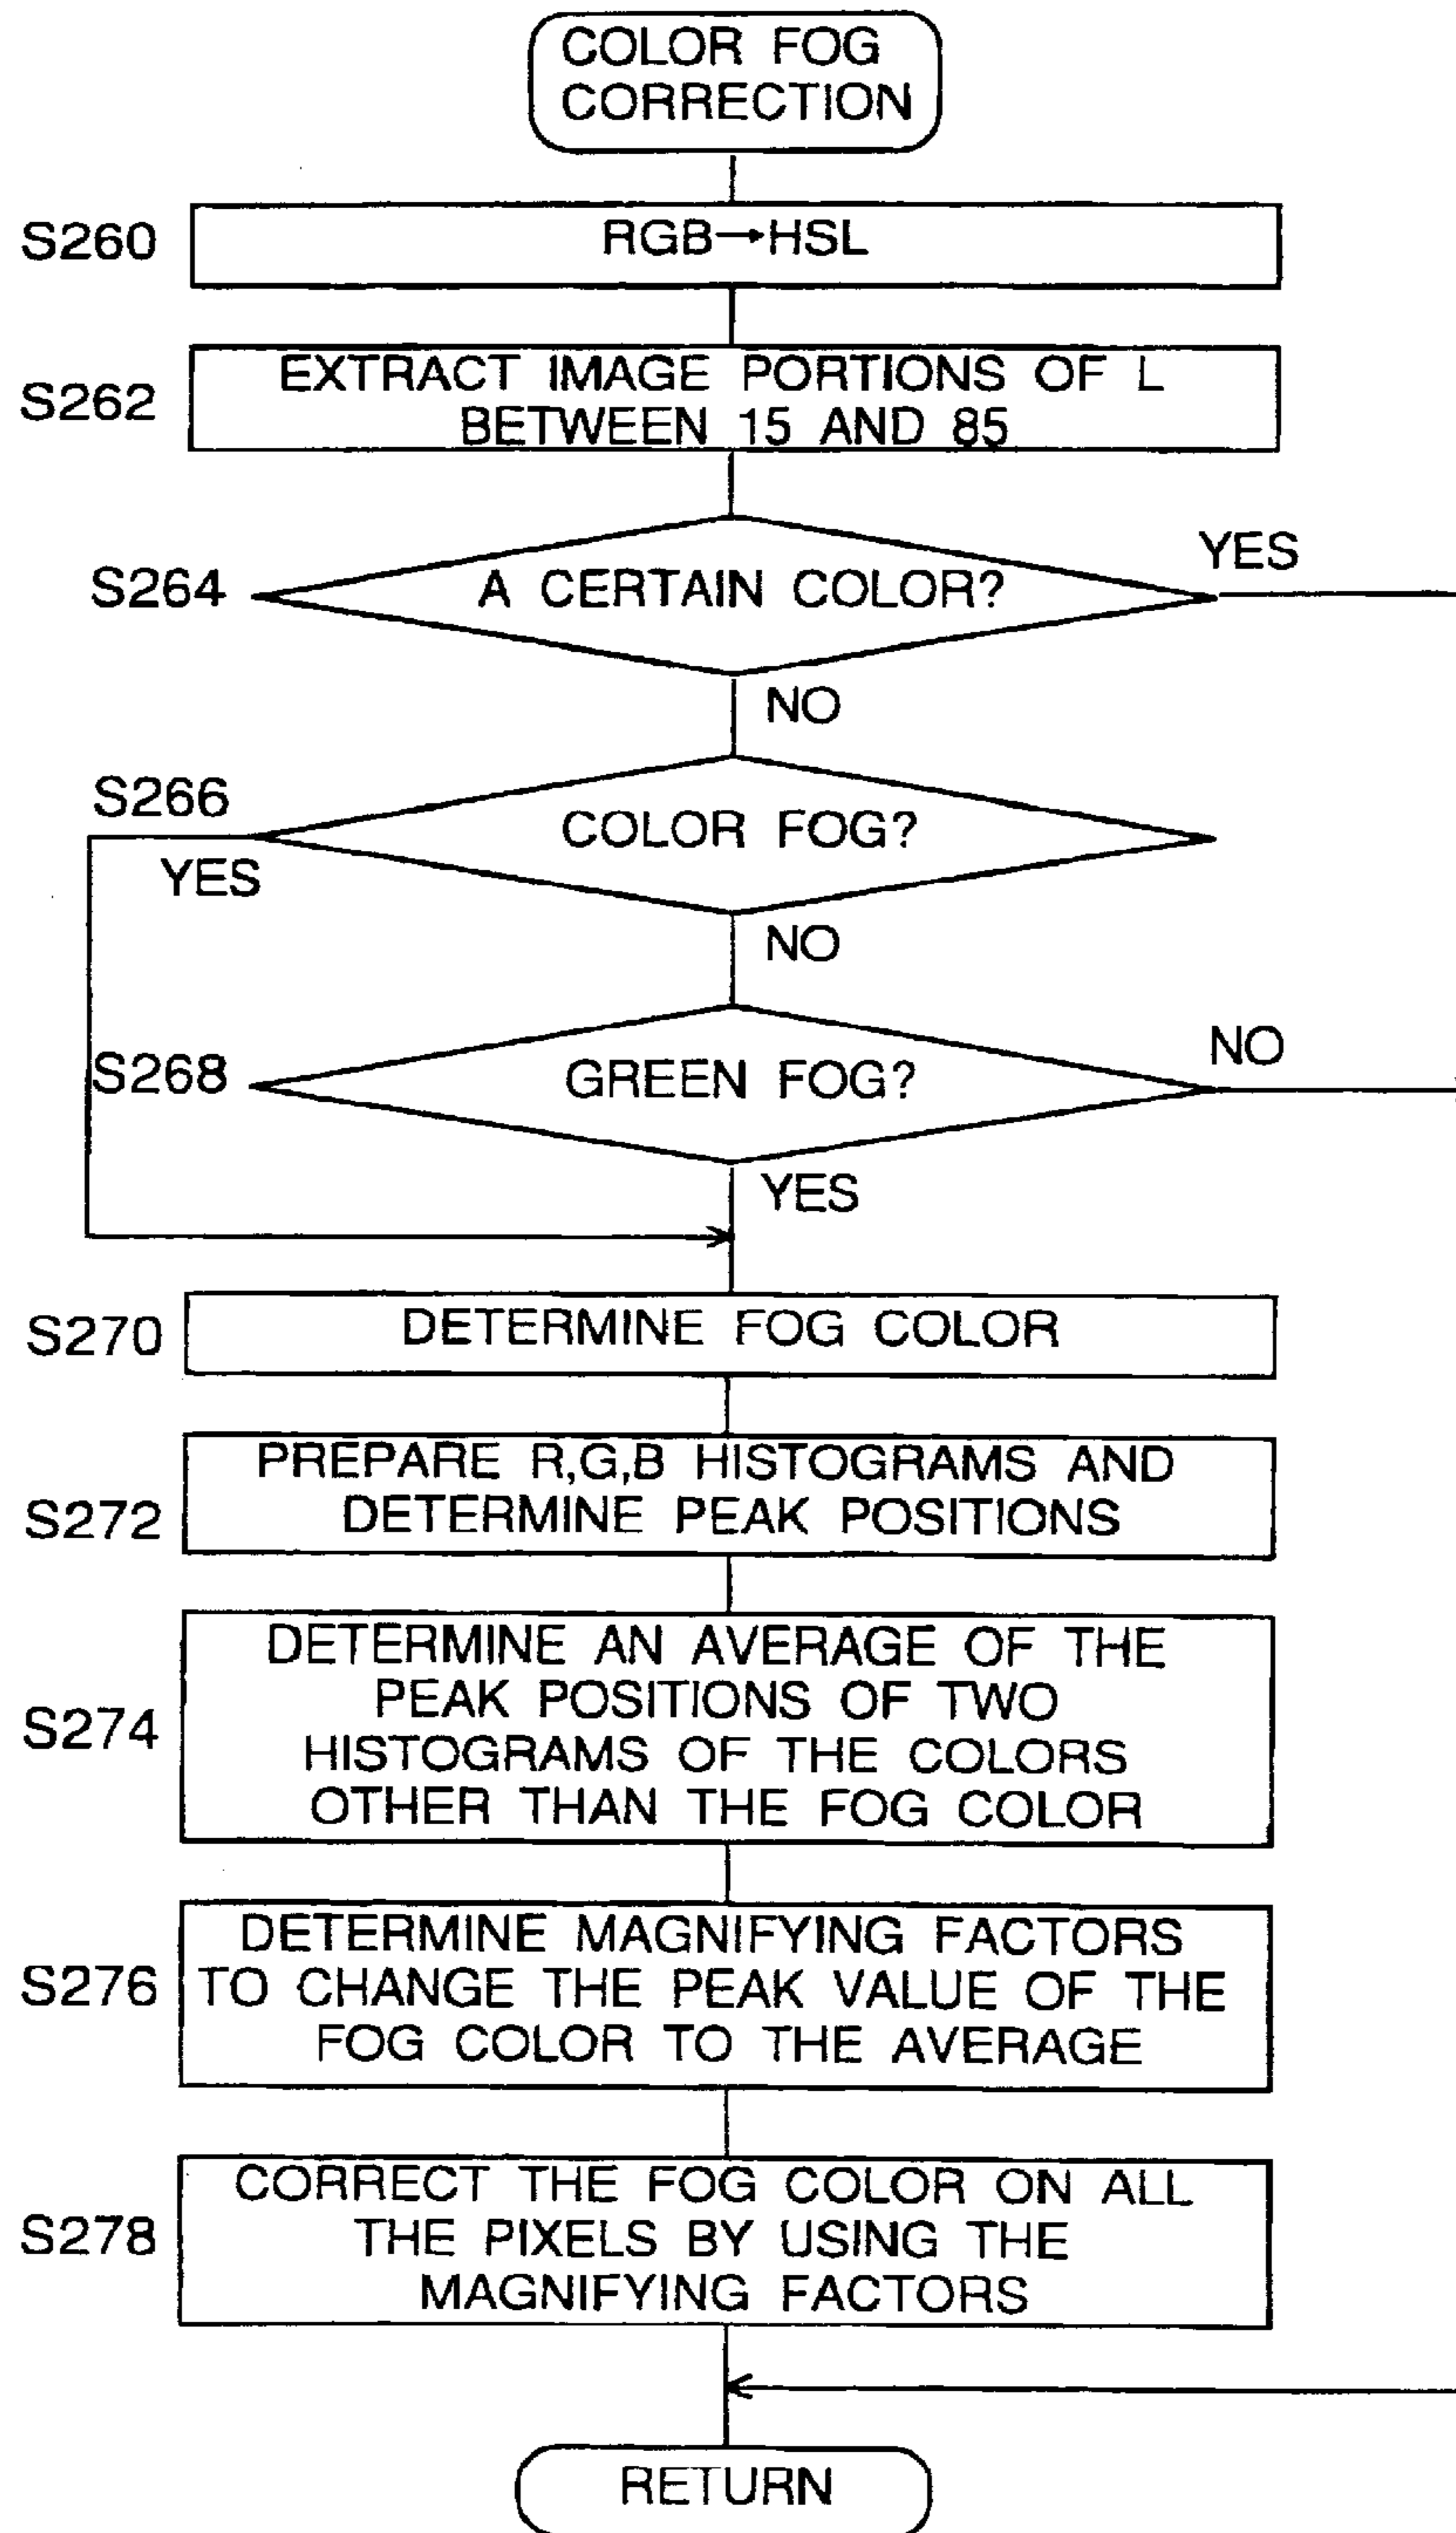 COLOR FOG
CORRECTION
S260
RGB→HSL
S262
EXTRACT IMAGE PORTIONS OF L
BETWEEN 15 AND 85
S264
A CERTAIN COLOR?
YES
NO
S266
COLOR FOG?
YES
NO
S268
GREEN FOG?
NO
YES
S270
DETERMINE FOG COLOR
S272
PREPARE R,G,B HISTOGRAMS AND
DETERMINE PEAK POSITIONS
S274
DETERMINE AN AVERAGE OF THE
PEAK POSITIONS OF TWO
HISTOGRAMS OF THE COLORS
OTHER THAN THE FOG COLOR
S276
DETERMINE MAGNIFYING FACTORS
TO CHANGE THE PEAK VALUE OF THE
FOG COLOR TO THE AVERAGE
S278
CORRECT THE FOG COLOR ON ALL
THE PIXELS BY USING THE
MAGNIFYING FACTORS
RETURN